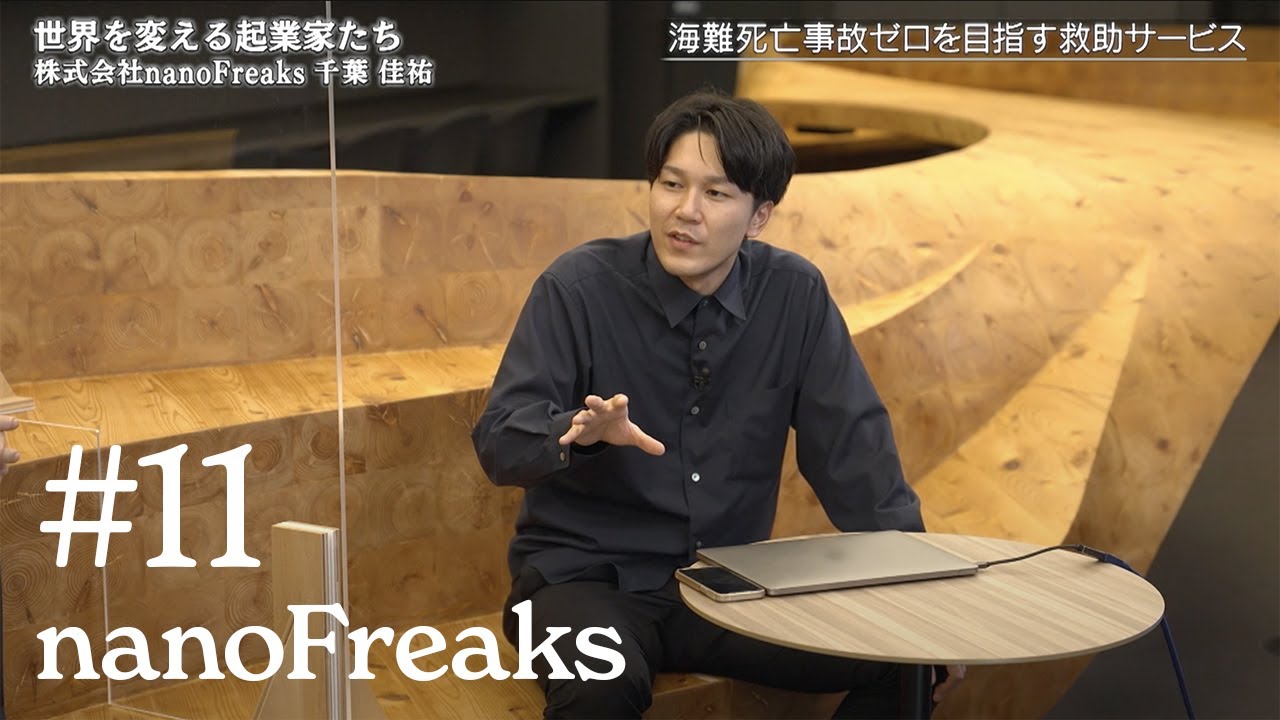 世界を変える起業家たち
株式会社nanoFreaks 千葉 佳祐
海難死亡事故ゼロを目指す救助サービス
#11
nanoFreaks